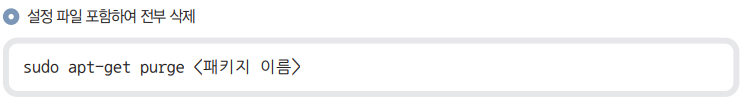 설정 파일 포함하여 전부 삭제
sudo apt-get purge <패키지 이름>